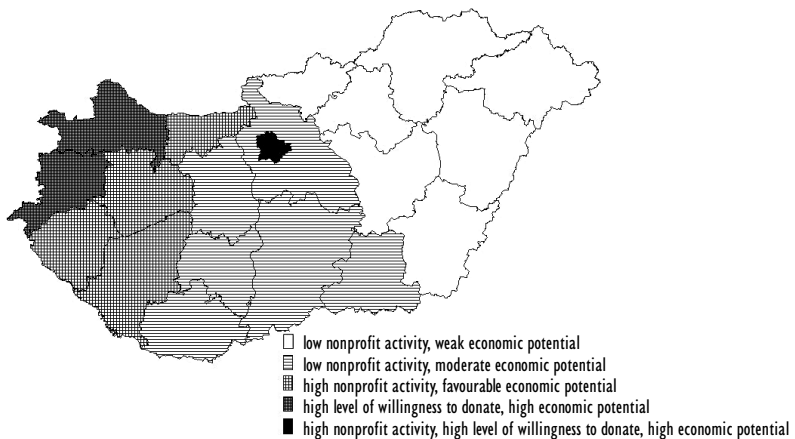 low nonprofit activity, weak economic potential
low nonprofit activity, moderate economic potential
high nonprofit activity, favourable economic potential
high level of willingness to donate, high economic potential
high nonprofit activity, high level of willingness to donate, high economic potential